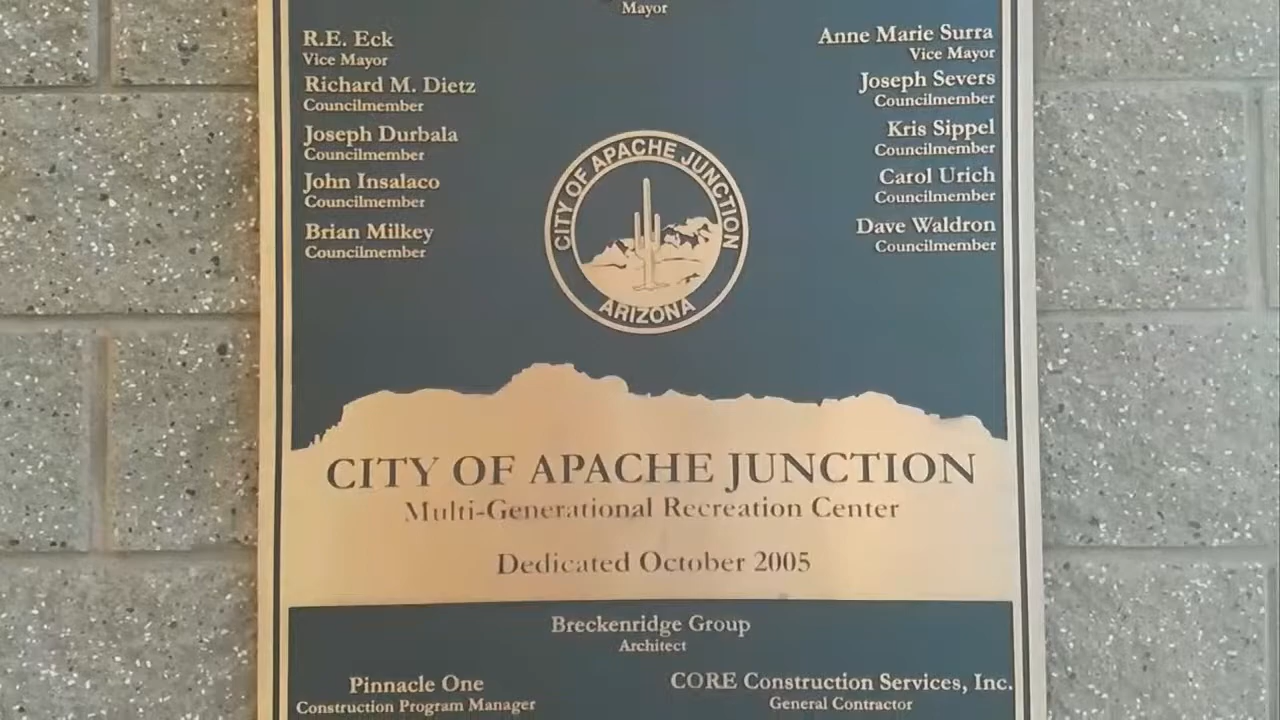 Mayor
R.E. Eck
Vice Mayor
Richard M. Dietz
Councilmember
Joseph Durbala
Councilmember
John Insalaco
Councilmember
Brian Milkey
Councilmember
Anne Marie Surra
Vice Mayor
Joseph Severs
Councilmember
Kris Sippel
Councilmember
Carol Urich
Councilmember
Dave Waldron
Councilmember
CITY OF APACHE JUNCTION
ARIZONA
CITY OF APACHE JUNCTION
Multi-Generational Recreation Center
Dedicated October 2005
Breckenridge Group
Architect
Pinnacle One
Construction Program Manager
CORE Construction Services, Inc.
General Contractor